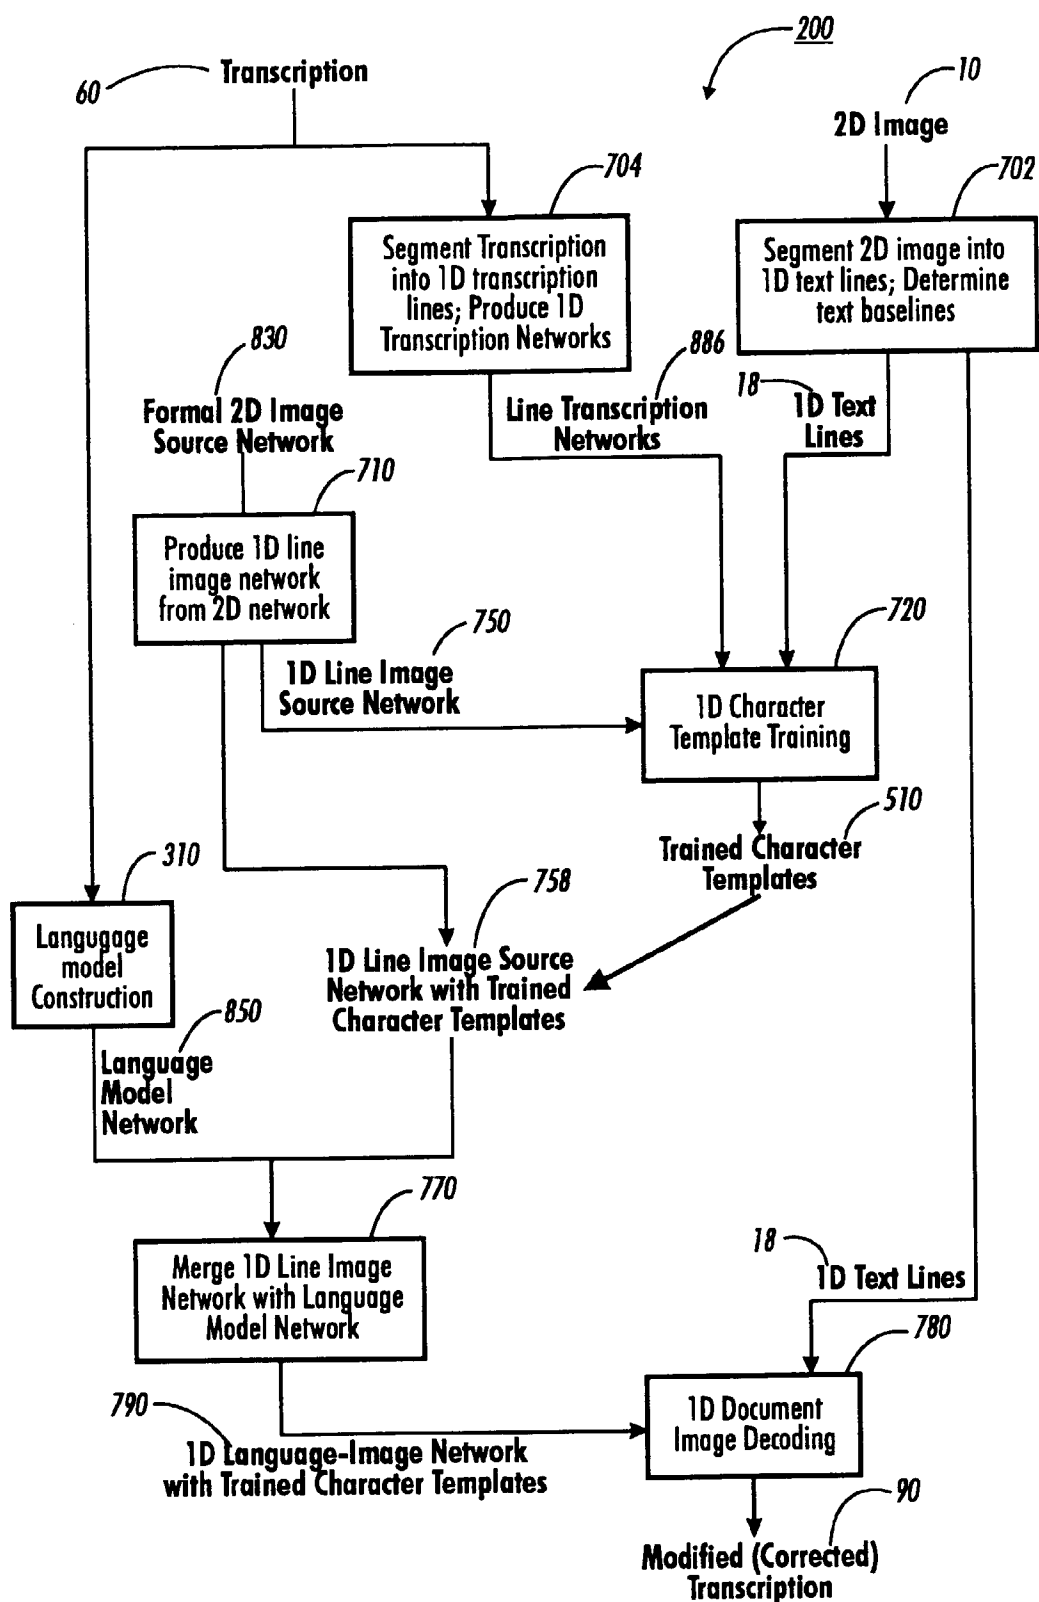 200
60
Transcription
10
2D Image
704
702
Segment Transcription
into 1D transcription
lines; Produce 1D
Transcription Networks
Segment 2D image into
1D text lines; Determine
text baselines
830
886
18
Formal 2D Image
Source Network
Line Transcription
Networks
1D Text
Lines
710
Produce 1D line
image network
from 2D network
750
720
1D Line Image
Source Network
1D Character
Template Training
510
Trained Character
Templates
310
758
Langugage
model
Construction
1D Line Image Source
Network with Trained
Character Templates
850
Language
Model
Network
770
Merge 1D Line Image
Network with Language
Model Network
18
1D Text Lines
780
790
1D Language-Image Network
with Trained Character Templates
1D Document
Image Decoding
90
Modified (Corrected)
Transcription